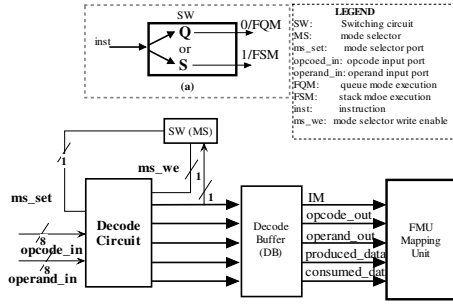 SW
inst
Q
or
S
0/FQM
1/FSM
(a)
LEGEND
SW: Switching circuit
MS: mode selector
ms_set: mode selector port
opcoed_in: opcode input port
operand_in: operand input port
FQM: queue mode execution
FSM: stack mdoe execution
inst: instruction
ms_we: mode selector write enable
SW (MS)
1
ms_we
1
1
ms_set
8
opcode_in
8
operand_in
Decode
Circuit
Decode
Buffer
(DB)
IM
opcode_out
operand_out
produced_data
consumed_data
FMU
Mapping
Unit